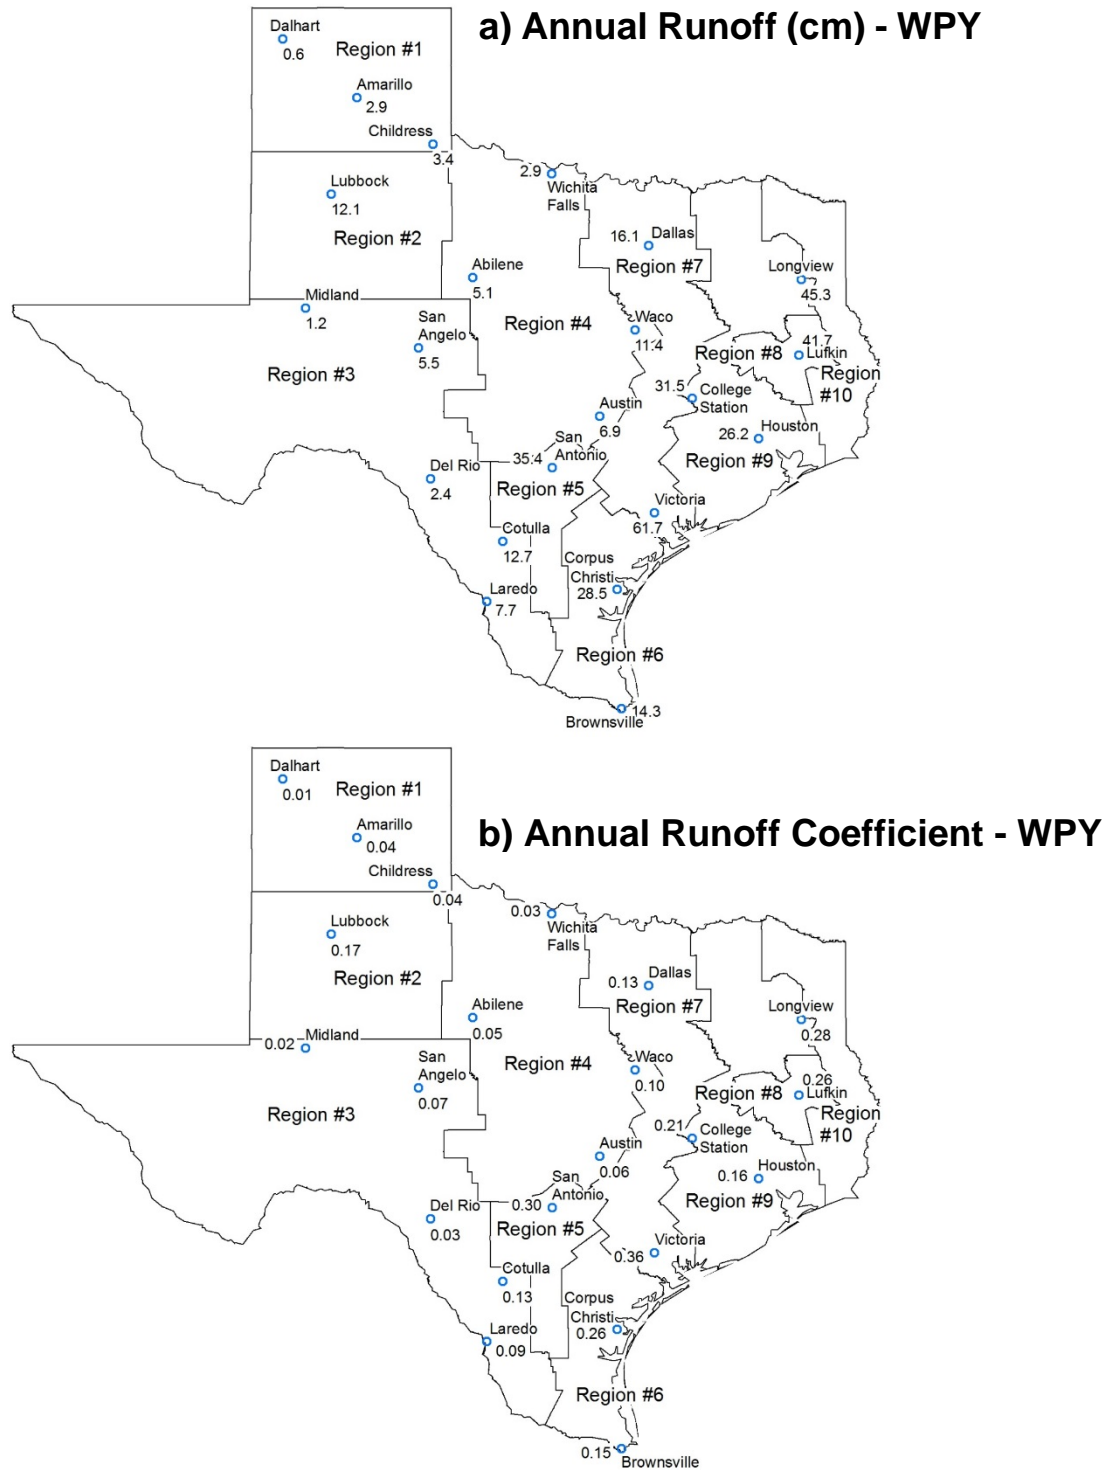 a) Annual Runoff (cm) - WPY
Dalhart
0.6
Region #1
Amarillo
2.9
Childress
3.4
2.9
Wichita
Falls
Lubbock
12.1
Region #2
16.1
Dallas
Region #7
Abilene
5.1
Longview
45.3
Midland
1.2
San
Angelo
5.5
Region #4
Waco
11.4
41.7
Lufkin
Region #8
Region
#10
Region #3
31.5
College
Station
Austin
6.9
26.2
Houston
Region #9
35.4
San
Antonio
Del Rio
2.4
Region #5
Victoria
61.7
Cotulla
12.7
Corpus
Christi
28.5
Laredo
7.7
Region #6
14.3
Brownsville
b) Annual Runoff Coefficient - WPY
Dalhart
0.01
Region #1
Amarillo
0.04
Childress
0.04
0.03
Wichita
Falls
Lubbock
0.17
Region #2
0.13
Dallas
Region #7
Abilene
0.05
Longview
0.28
0.02
Midland
San
Angelo
0.07
Region #4
Waco
0.10
0.26
Lufkin
Region #8
Region
#10
Region #3
0.21
College
Station
Austin
0.06
0.16
Houston
Region #9
0.30
San
Antonio
Del Rio
0.03
Region #5
0.36
Victoria
Cotulla
0.13
Corpus
Christi
0.26
Laredo
0.09
Region #6
0.15
Brownsville